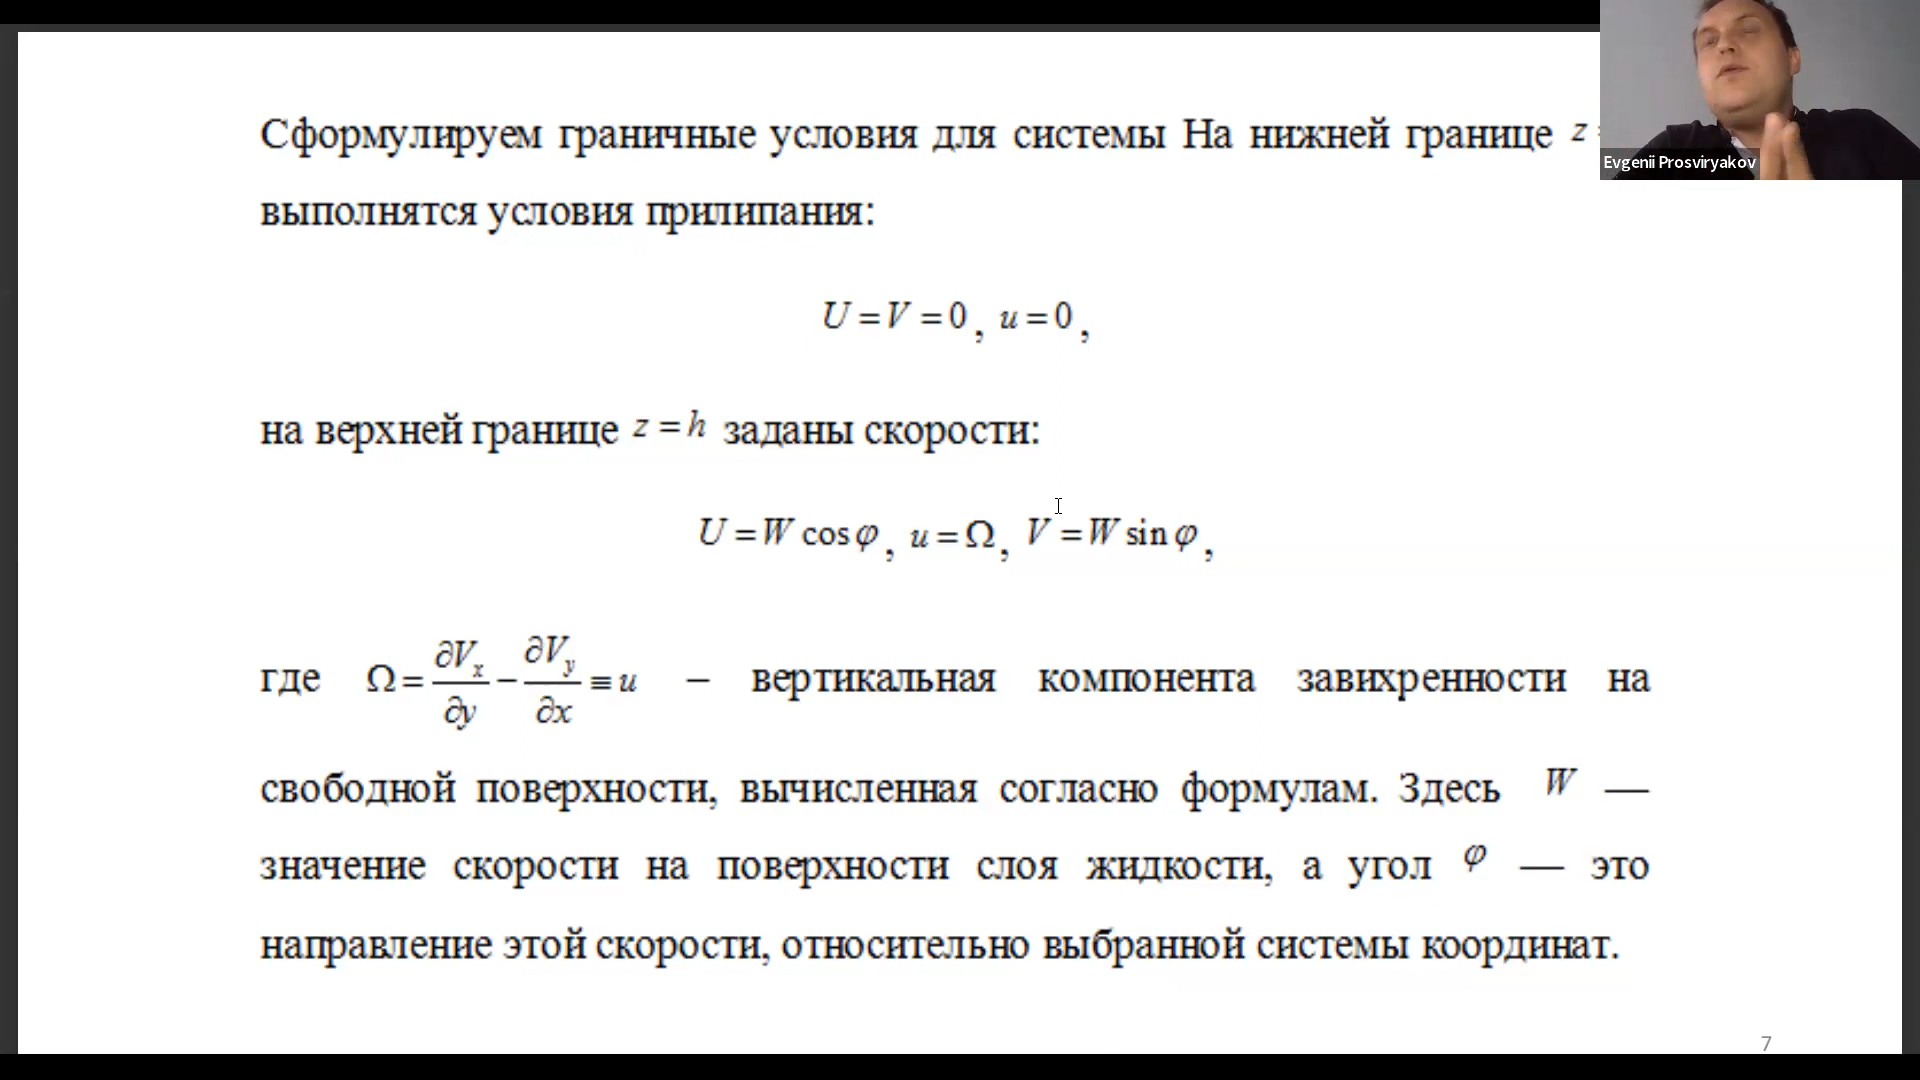 Сформулируем граничные условия для системы На нижней границе z
Evgenii Prosviryakov
выполнятся условия прилипания:
U = V = 0, u = 0,
на верхней границе z = h заданы скорости:
U = W cos φ, u = Ω, V = W sin φ,
где Ω = ∂Vx/∂y − ∂Vy/∂x ≡ u – вертикальная компонента завихренности на
свободной поверхности, вычисленная согласно формулам. Здесь W —
значение скорости на поверхности слоя жидкости, а угол φ — это
направление этой скорости, относительно выбранной системы координат.
7